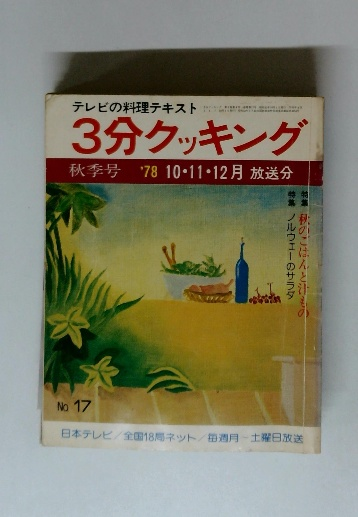 テレビの料理テキスト
3分クッキング
秋季号 '78 10・11・12月 放送分
特集 秋のごはんと汁もの
特集 ノルウェーのサラダ
No 17
日本テレビ/全国18局ネット/毎週月―土曜日放送